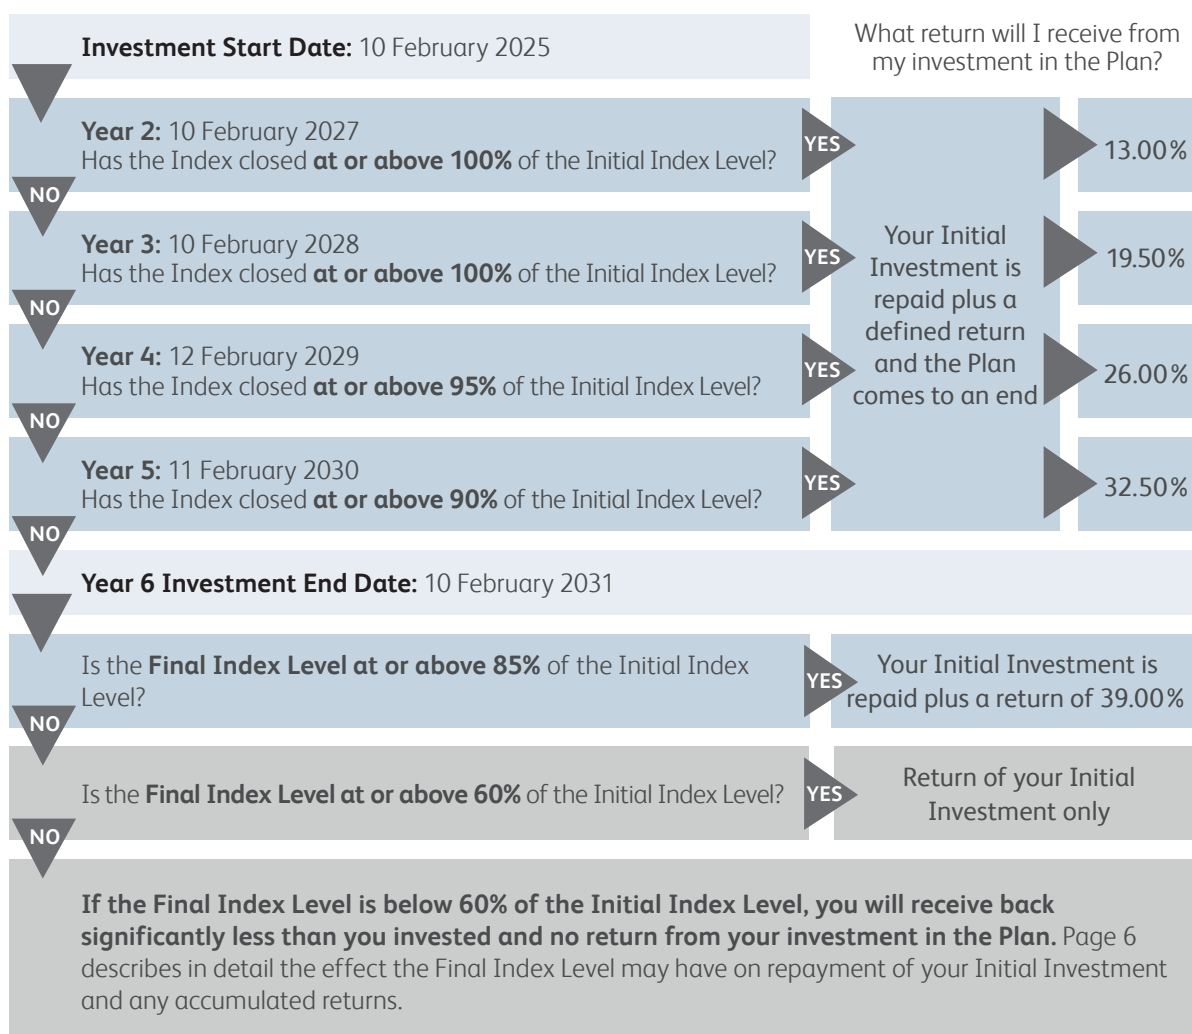 Investment Start Date: 10 February 2025
What return will I receive from
my investment in the Plan?
Year 2: 10 February 2027
Has the Index closed at or above 100% of the Initial Index Level?
YES
13.00%
NO
Year 3: 10 February 2028
Has the Index closed at or above 100% of the Initial Index Level?
YES
19.50%
NO
Year 4: 12 February 2029
Has the Index closed at or above 95% of the Initial Index Level?
YES
26.00%
NO
Year 5: 11 February 2030
Has the Index closed at or above 90% of the Initial Index Level?
YES
32.50%
NO
Your Initial
Investment is
repaid plus a
defined return
and the Plan
comes to an end
Year 6 Investment End Date: 10 February 2031
Is the Final Index Level at or above 85% of the Initial Index
Level?
YES
Your Initial Investment is
repaid plus a return of 39.00%
NO
Is the Final Index Level at or above 60% of the Initial Index Level?
YES
Return of your Initial
Investment only
NO
If the Final Index Level is below 60% of the Initial Index Level, you will receive back
significantly less than you invested and no return from your investment in the Plan. Page 6
describes in detail the effect the Final Index Level may have on repayment of your Initial Investment
and any accumulated returns.